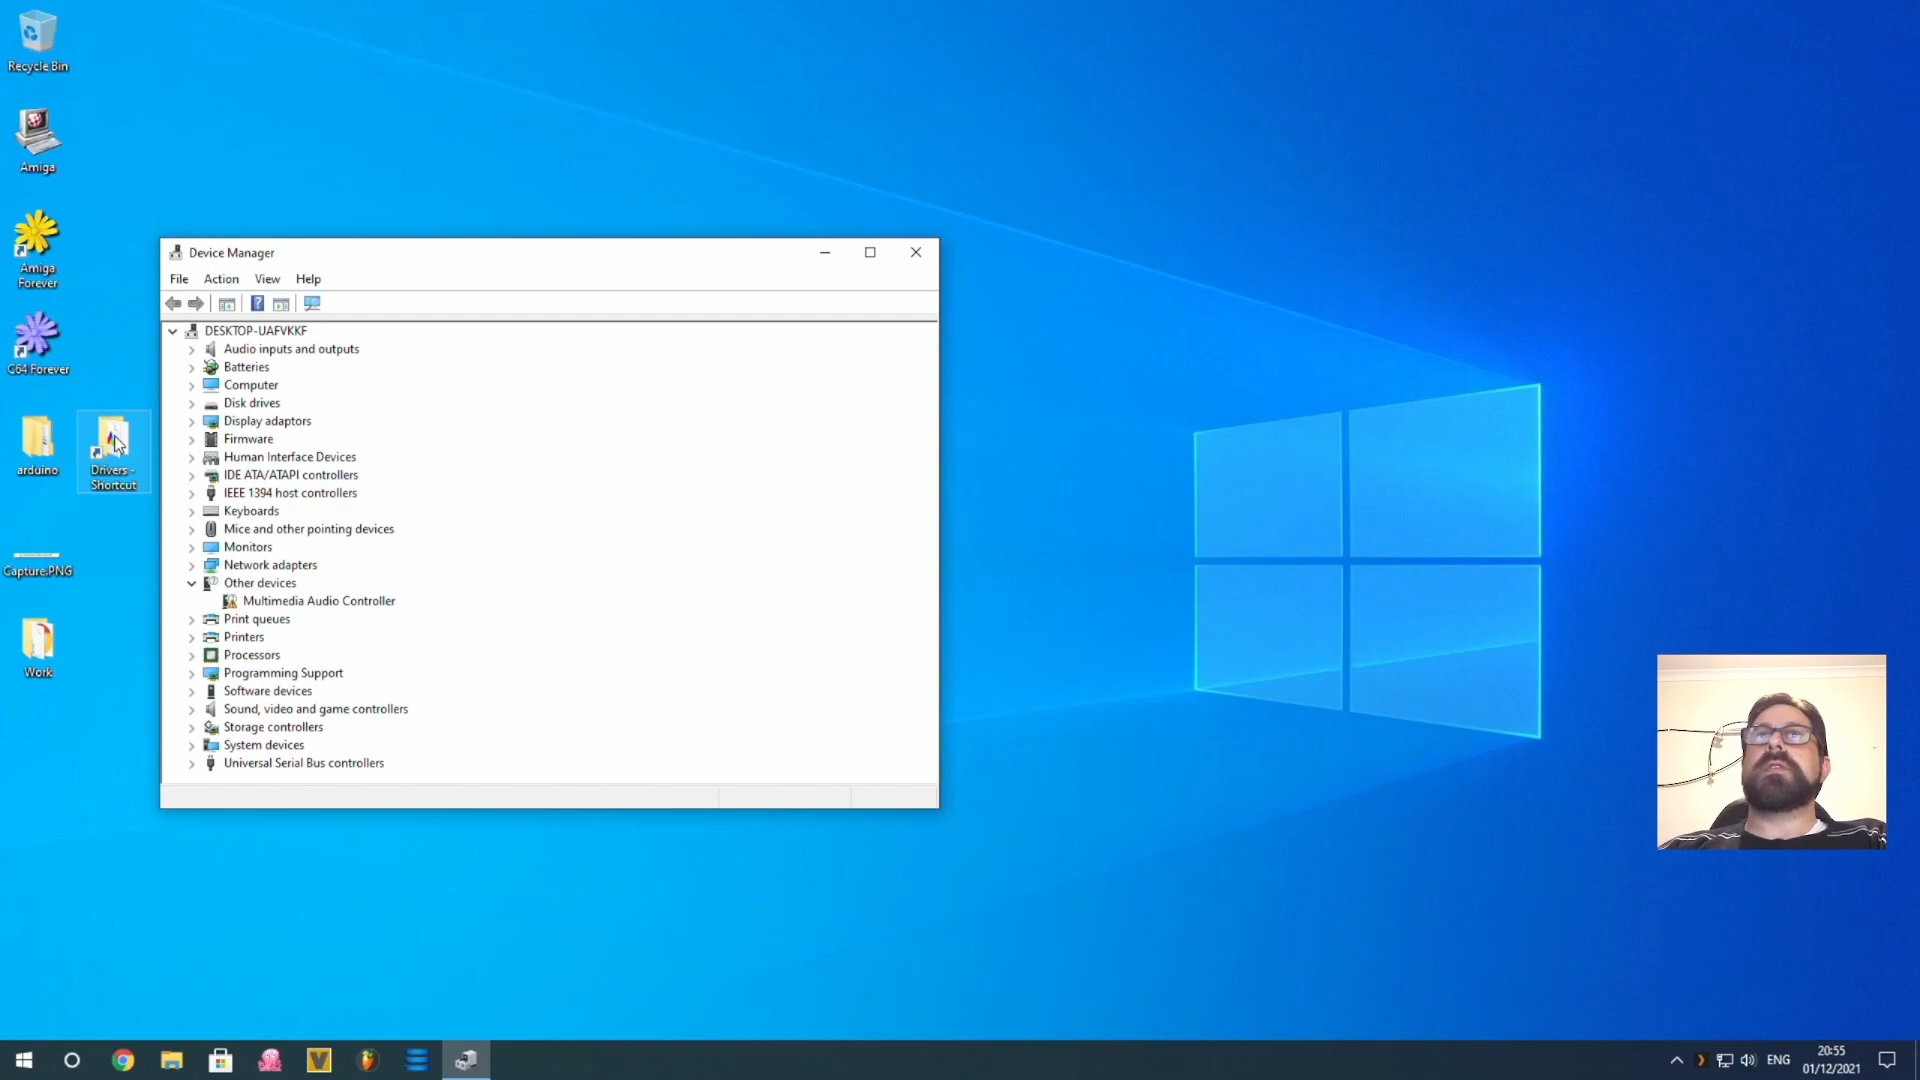 Recycle Bin
Amiga
Amiga
Forever
C64 Forever
arduino
Drivers -
Shortcut
Capture.PNG
Work
Device Manager
File Action View Help
DESKTOP-UAFVKKF
Audio inputs and outputs
Batteries
Computer
Disk drives
Display adaptors
Firmware
Human Interface Devices
IDE ATA/ATAPI controllers
IEEE 1394 host controllers
Keyboards
Mice and other pointing devices
Monitors
Network adapters
Other devices
Multimedia Audio Controller
Print queues
Printers
Processors
Programming Support
Software devices
Sound, video and game controllers
Storage controllers
System devices
Universal Serial Bus controllers
ENG
20:55
01/12/2021